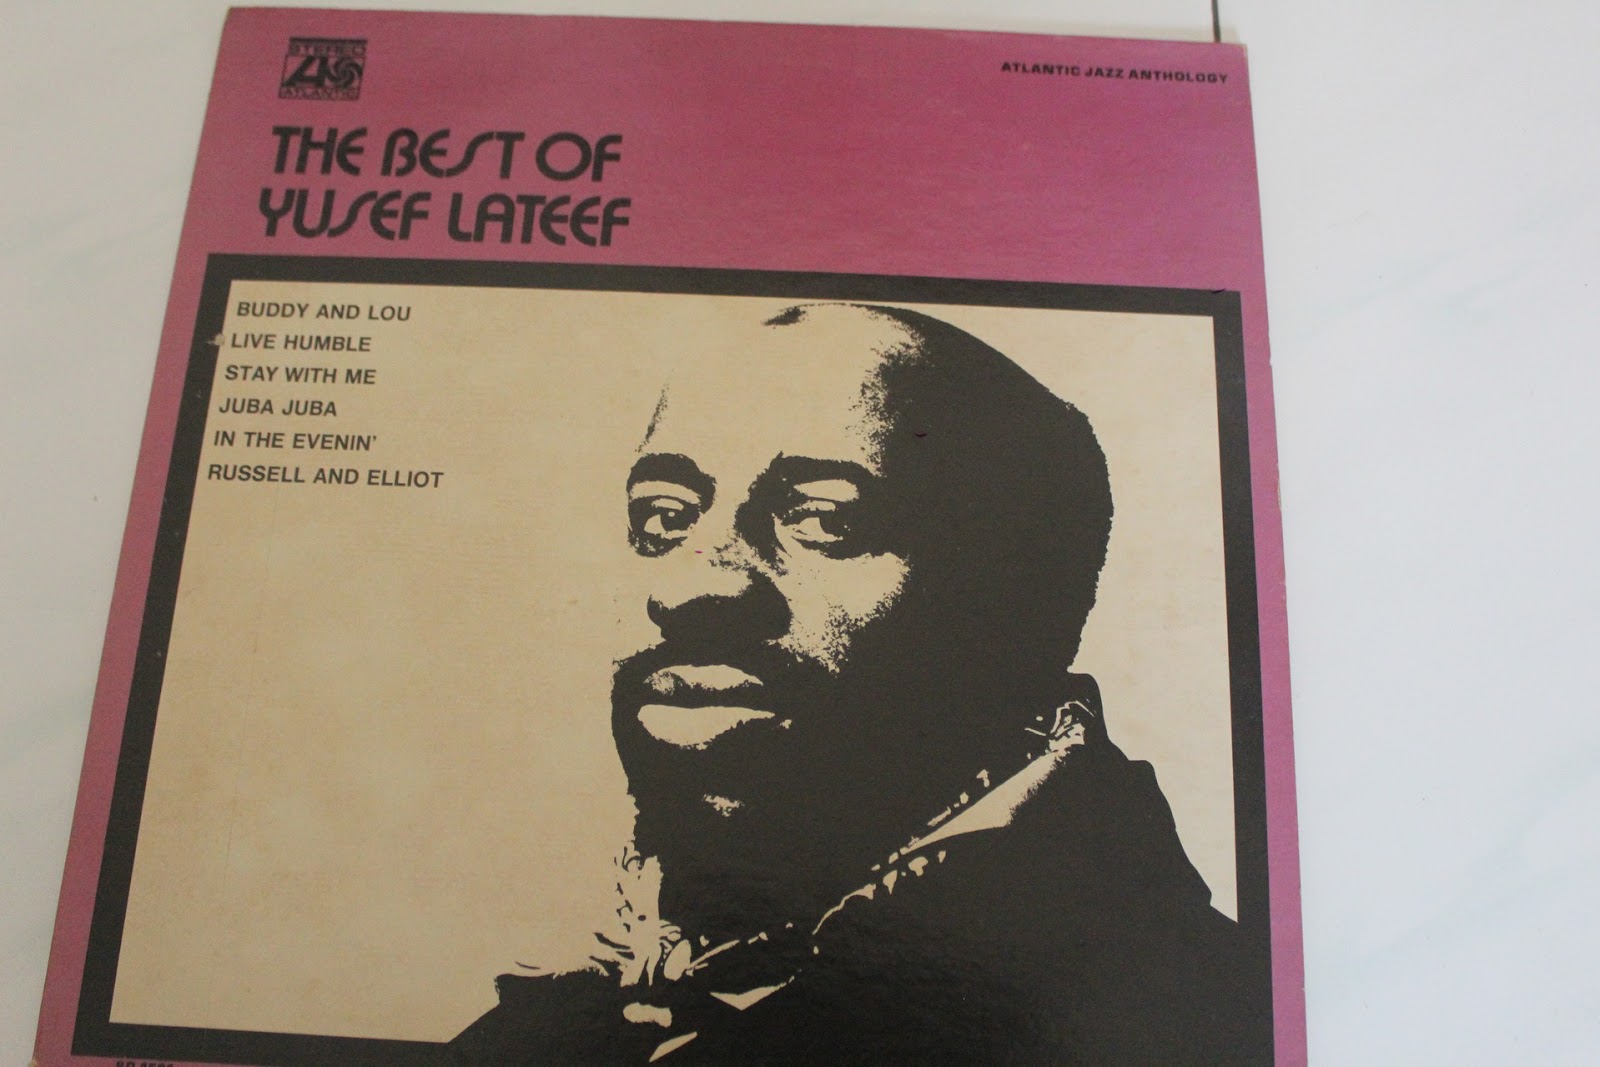 STEREO
ATLANTIC
ATLANTIC JAZZ ANTHOLOGY
THE BEST OF
YUSEF LATEEF
BUDDY AND LOU
LIVE HUMBLE
STAY WITH ME
JUBA JUBA
IN THE EVENIN'
RUSSELL AND ELLIOT